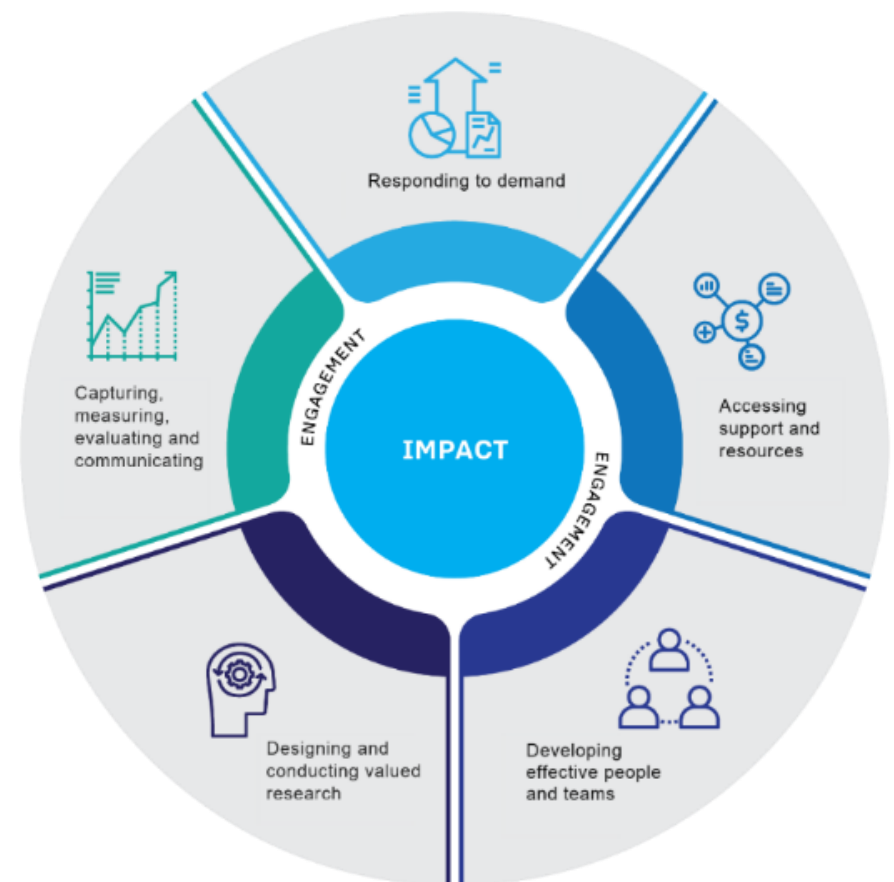 Responding to demand
Capturing,
measuring,
evaluating and
communicating
ENGAGEMENT
IMPACT
$
Accessing
support and
resources
ENGAGEMENT
Designing and
conducting valued
research
Developing
effective people
and teams